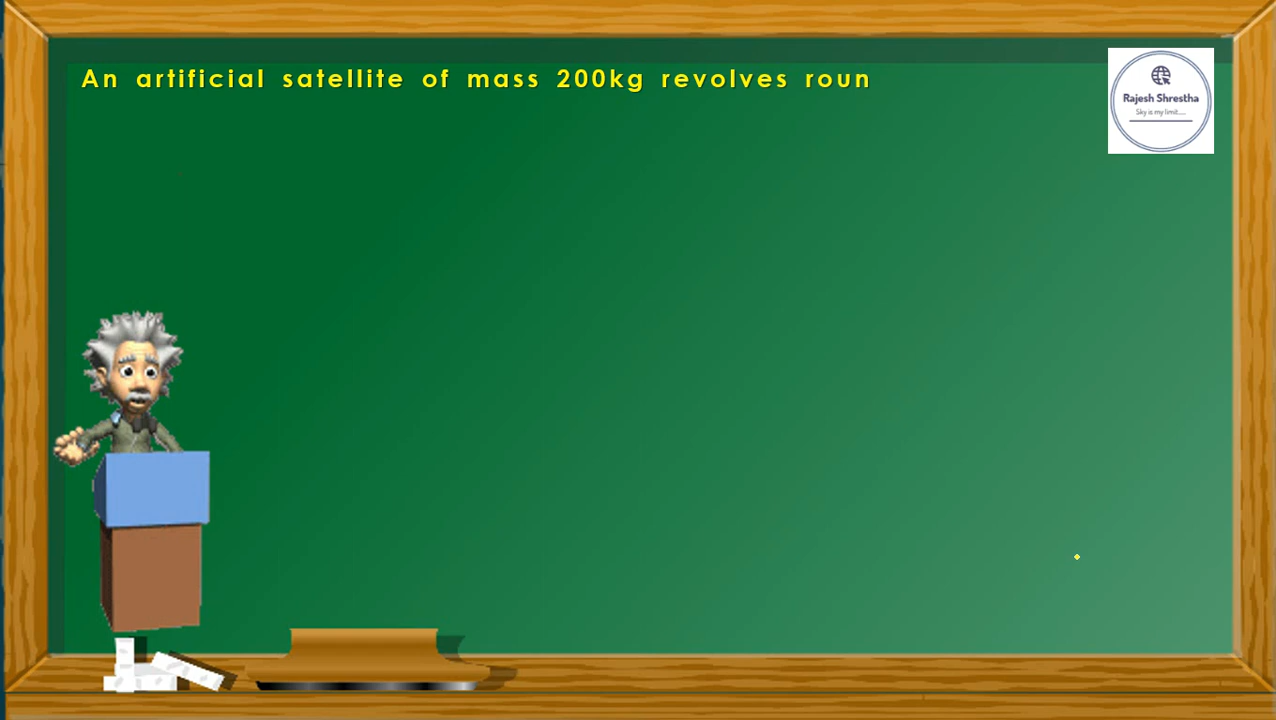 An artificial satellite of mass 200kg revolves roun
Rajesh Shrestha
Sky is my limit.....